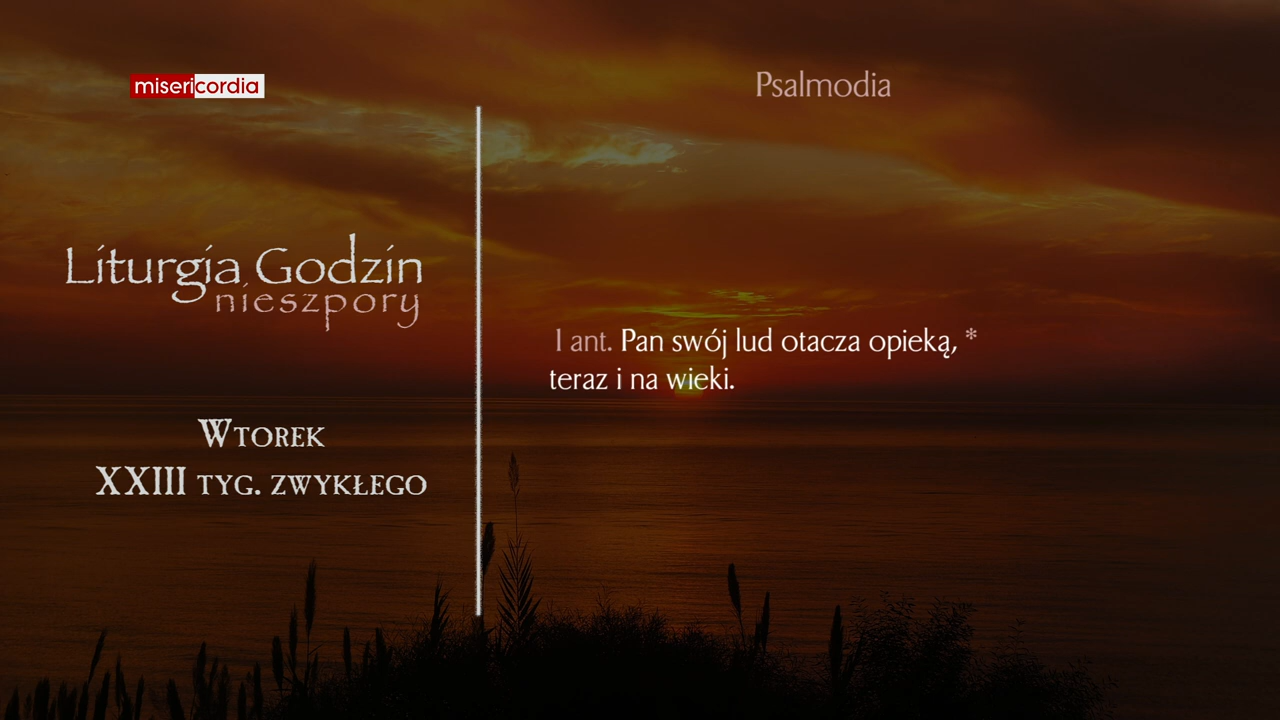 misericordia
Psalmodia
Liturgia Godzin
nieszpory
I ant. Pan swój lud otacza opieką, *
teraz i na wieki.
Wtorek
XXIII tyg. zwykłego